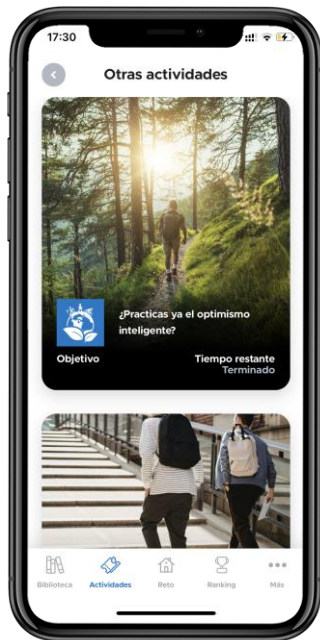 17:30
Otras actividades
¿Practicas ya el optimismo
inteligente?
Objetivo
Tiempo restante
Terminado
Biblioteca
Actividades
Reto
Ranking
Más